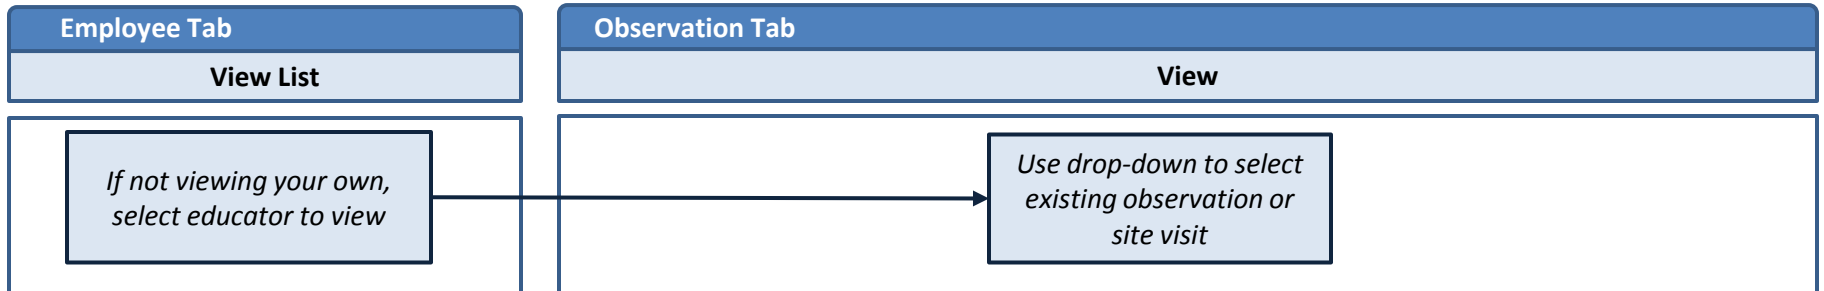 Employee Tab
View List
If not viewing your own,
select educator to view
Observation Tab
View
Use drop-down to select
existing observation or
site visit